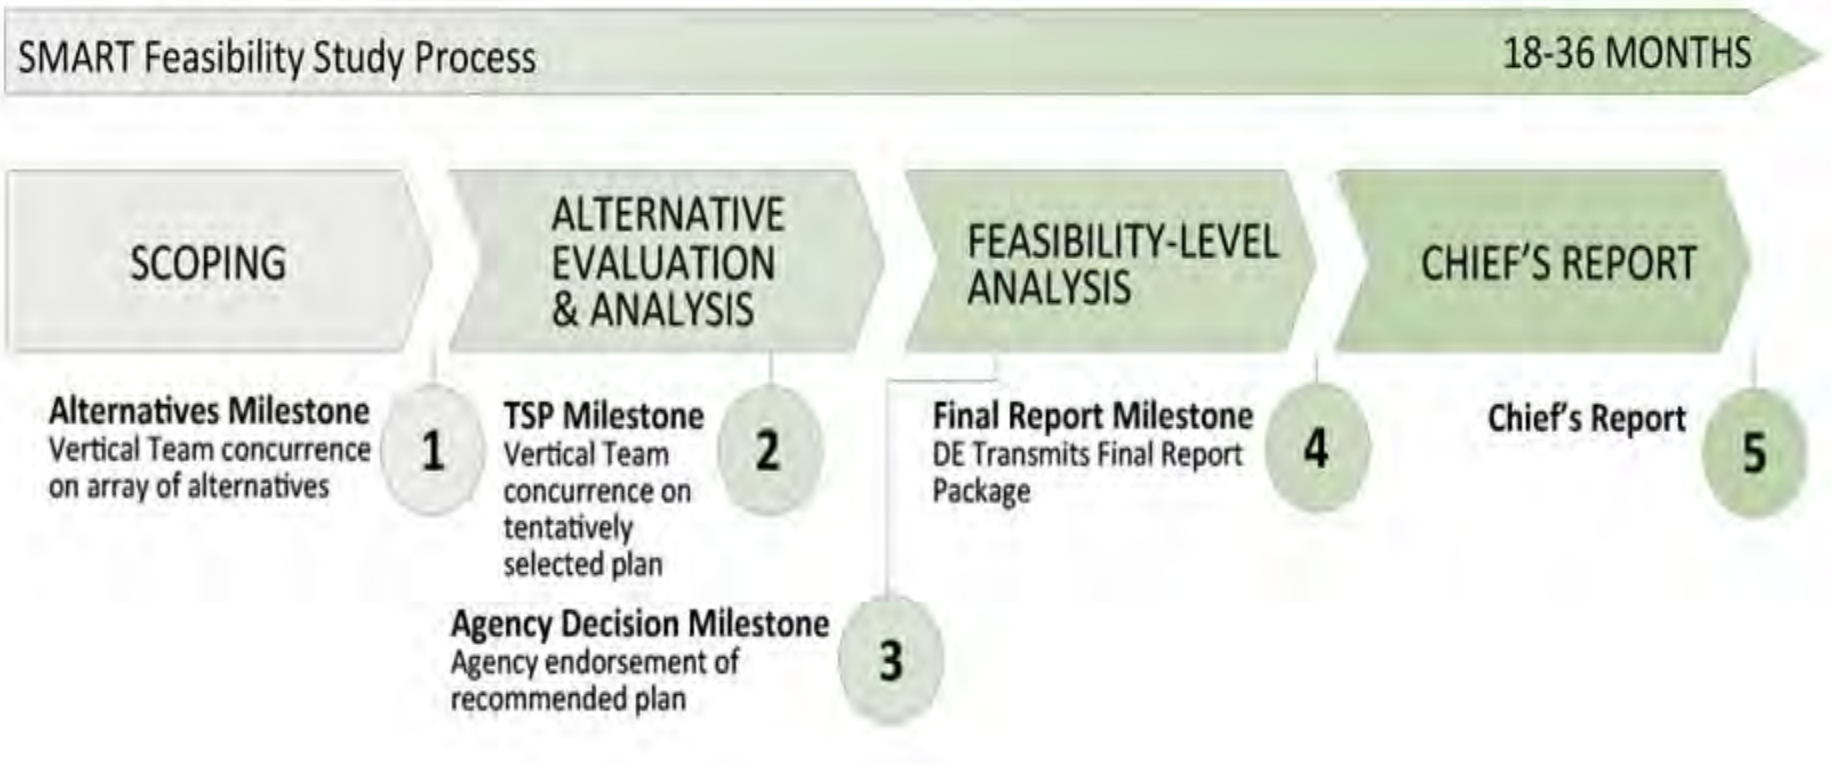 SMART Feasibility Study Process
18-36 MONTHS
SCOPING
ALTERNATIVE
EVALUATION
& ANALYSIS
FEASIBILITY-LEVEL
ANALYSIS
CHIEF'S REPORT
Alternatives Milestone
Vertical Team concurrence
on array of alternatives
1
TSP Milestone
Vertical Team
concurrence on
tentatively
selected plan
2
Agency Decision Milestone
Agency endorsement of
recommended plan
3
Final Report Milestone
DE Transmits Final Report
Package
4
Chief's Report
5